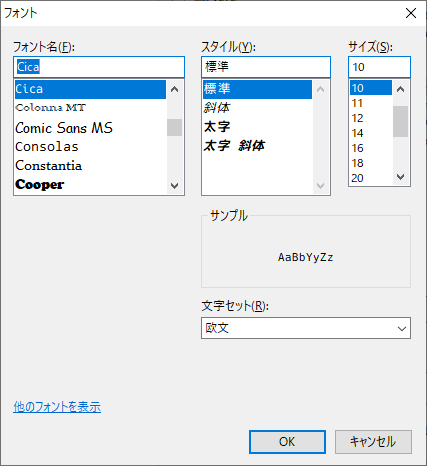 フォント
フォント名(F):
Cica
Cica
Colonna MT
Comic Sans MS
Consolas
Constantia
Cooper
スタイル(Y):
標準
標準
斜体
太字
太字 斜体
サイズ(S):
10
10
11
12
14
16
18
20
サンプル
AaBbYyZz
文字セット(R):
欧文
他のフォントを表示
OK
キャンセル